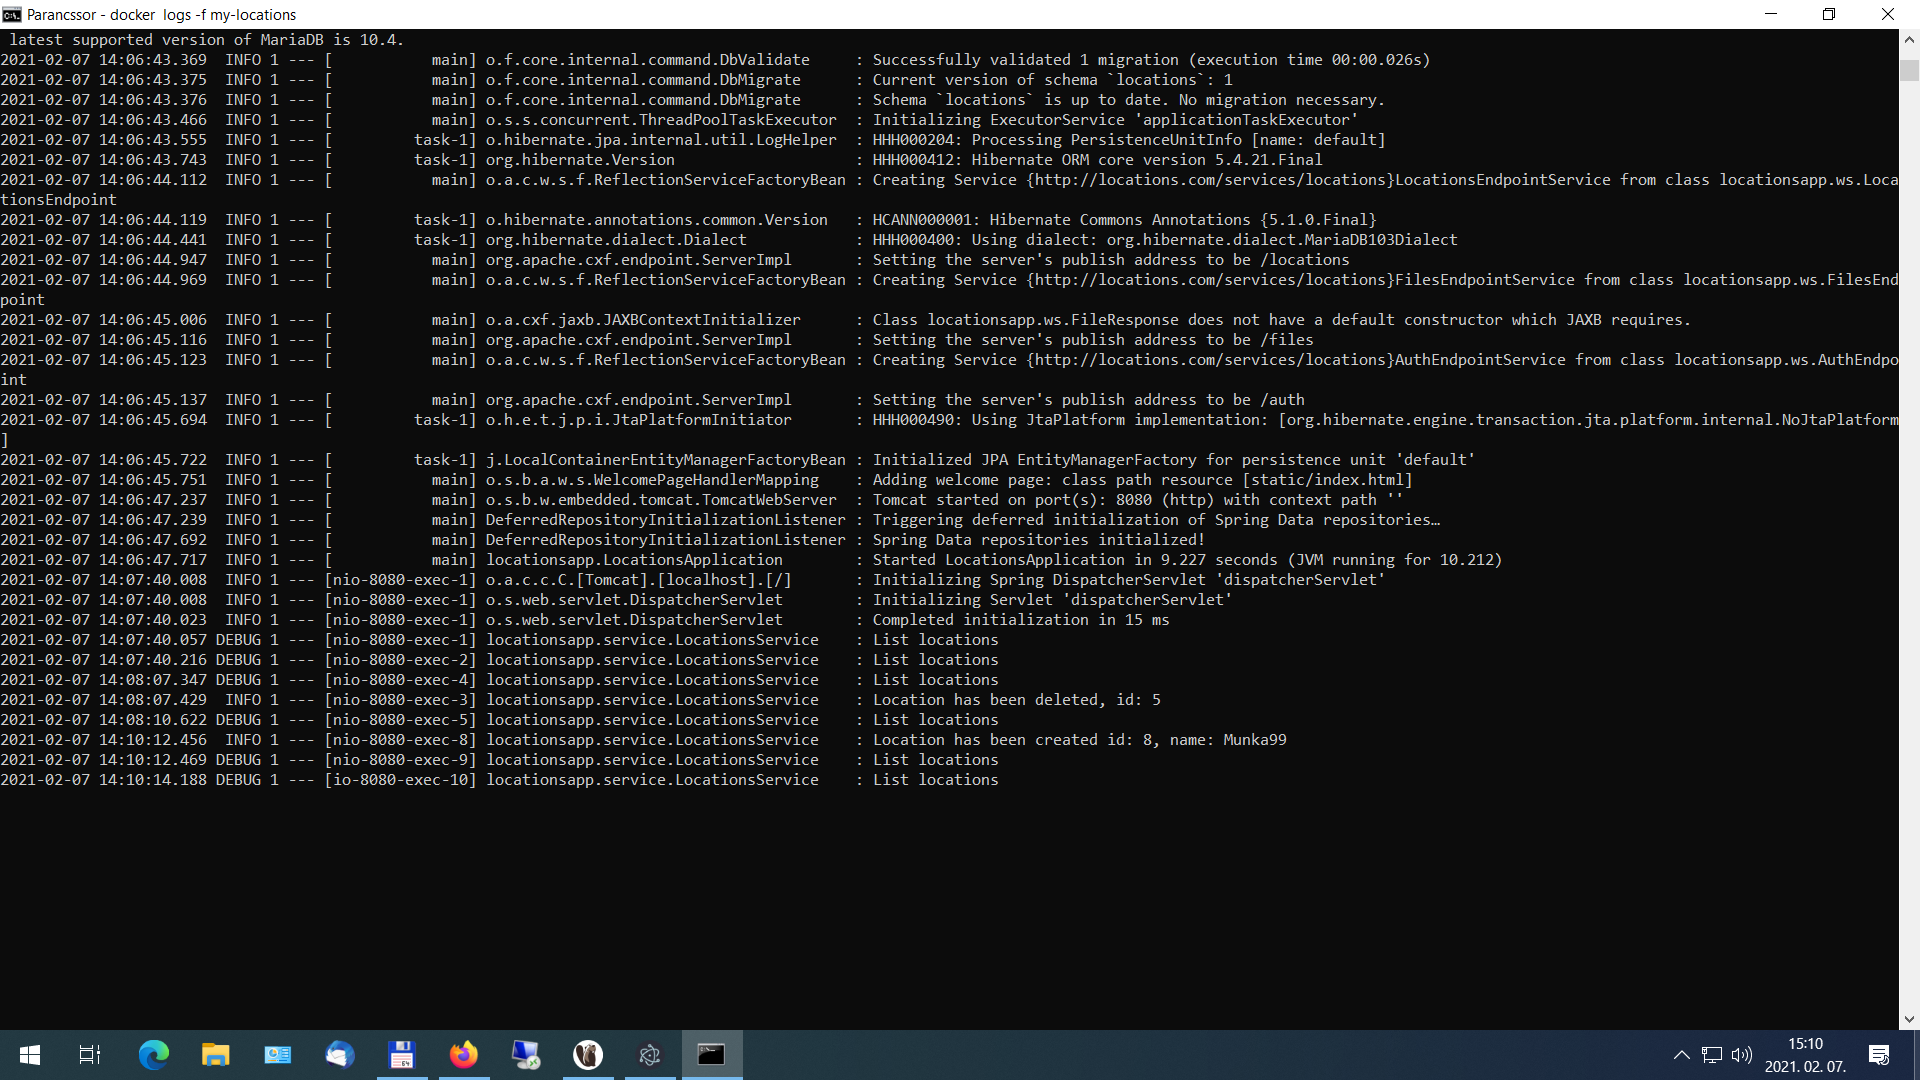 Parancssor - docker  logs -f my-locations
 latest supported version of MariaDB is 10.4.
2021-02-07 14:06:43.369  INFO 1 --- [           main] o.f.core.internal.command.DbValidate     : Successfully validated 1 migration (execution time 00:00.026s)
2021-02-07 14:06:43.375  INFO 1 --- [           main] o.f.core.internal.command.DbMigrate      : Current version of schema `locations`: 1
2021-02-07 14:06:43.376  INFO 1 --- [           main] o.f.core.internal.command.DbMigrate      : Schema `locations` is up to date. No migration necessary.
2021-02-07 14:06:43.466  INFO 1 --- [           main] o.s.s.concurrent.ThreadPoolTaskExecutor  : Initializing ExecutorService 'applicationTaskExecutor'
2021-02-07 14:06:43.555  INFO 1 --- [         task-1] o.hibernate.jpa.internal.util.LogHelper  : HHH000204: Processing PersistenceUnitInfo [name: default]
2021-02-07 14:06:43.743  INFO 1 --- [         task-1] org.hibernate.Version                    : HHH000412: Hibernate ORM core version 5.4.21.Final
2021-02-07 14:06:44.112  INFO 1 --- [           main] o.a.c.w.s.f.ReflectionServiceFactoryBean : Creating Service {http://locations.com/services/locations}LocationsEndpointService from class locationsapp.ws.Loca
tionsEndpoint
2021-02-07 14:06:44.119  INFO 1 --- [         task-1] o.hibernate.annotations.common.Version   : HCANN000001: Hibernate Commons Annotations {5.1.0.Final}
2021-02-07 14:06:44.441  INFO 1 --- [         task-1] org.hibernate.dialect.Dialect            : HHH000400: Using dialect: org.hibernate.dialect.MariaDB103Dialect
2021-02-07 14:06:44.947  INFO 1 --- [           main] org.apache.cxf.endpoint.ServerImpl       : Setting the server's publish address to be /locations
2021-02-07 14:06:44.969  INFO 1 --- [           main] o.a.c.w.s.f.ReflectionServiceFactoryBean : Creating Service {http://locations.com/services/locations}FilesEndpointService from class locationsapp.ws.FilesEnd
point
2021-02-07 14:06:45.006  INFO 1 --- [           main] o.a.cxf.jaxb.JAXBContextInitializer      : Class locationsapp.ws.FileResponse does not have a default constructor which JAXB requires.
2021-02-07 14:06:45.116  INFO 1 --- [           main] org.apache.cxf.endpoint.ServerImpl       : Setting the server's publish address to be /files
2021-02-07 14:06:45.123  INFO 1 --- [           main] o.a.c.w.s.f.ReflectionServiceFactoryBean : Creating Service {http://locations.com/services/locations}AuthEndpointService from class locationsapp.ws.AuthEndpo
int
2021-02-07 14:06:45.137  INFO 1 --- [           main] org.apache.cxf.endpoint.ServerImpl       : Setting the server's publish address to be /auth
2021-02-07 14:06:45.694  INFO 1 --- [         task-1] o.h.e.t.j.p.i.JtaPlatformInitiator       : HHH000490: Using JtaPlatform implementation: [org.hibernate.engine.transaction.jta.platform.internal.NoJtaPlatform
]
2021-02-07 14:06:45.722  INFO 1 --- [         task-1] j.LocalContainerEntityManagerFactoryBean : Initialized JPA EntityManagerFactory for persistence unit 'default'
2021-02-07 14:06:45.751  INFO 1 --- [           main] o.s.b.a.w.s.WelcomePageHandlerMapping    : Adding welcome page: class path resource [static/index.html]
2021-02-07 14:06:47.237  INFO 1 --- [           main] o.s.b.w.embedded.tomcat.TomcatWebServer  : Tomcat started on port(s): 8080 (http) with context path ''
2021-02-07 14:06:47.239  INFO 1 --- [           main] DeferredRepositoryInitializationListener : Triggering deferred initialization of Spring Data repositories…
2021-02-07 14:06:47.692  INFO 1 --- [           main] DeferredRepositoryInitializationListener : Spring Data repositories initialized!
2021-02-07 14:06:47.717  INFO 1 --- [           main] locationsapp.LocationsApplication        : Started LocationsApplication in 9.227 seconds (JVM running for 10.212)
2021-02-07 14:07:40.008  INFO 1 --- [nio-8080-exec-1] o.a.c.c.C.[Tomcat].[localhost].[/]       : Initializing Spring DispatcherServlet 'dispatcherServlet'
2021-02-07 14:07:40.008  INFO 1 --- [nio-8080-exec-1] o.s.web.servlet.DispatcherServlet        : Initializing Servlet 'dispatcherServlet'
2021-02-07 14:07:40.023  INFO 1 --- [nio-8080-exec-1] o.s.web.servlet.DispatcherServlet        : Completed initialization in 15 ms
2021-02-07 14:07:40.057 DEBUG 1 --- [nio-8080-exec-1] locationsapp.service.LocationsService    : List locations
2021-02-07 14:07:40.216 DEBUG 1 --- [nio-8080-exec-2] locationsapp.service.LocationsService    : List locations
2021-02-07 14:08:07.347 DEBUG 1 --- [nio-8080-exec-4] locationsapp.service.LocationsService    : List locations
2021-02-07 14:08:07.429  INFO 1 --- [nio-8080-exec-3] locationsapp.service.LocationsService    : Location has been deleted, id: 5
2021-02-07 14:08:10.622 DEBUG 1 --- [nio-8080-exec-5] locationsapp.service.LocationsService    : List locations
2021-02-07 14:10:12.456  INFO 1 --- [nio-8080-exec-8] locationsapp.service.LocationsService    : Location has been created id: 8, name: Munka99
2021-02-07 14:10:12.469 DEBUG 1 --- [nio-8080-exec-9] locationsapp.service.LocationsService    : List locations
2021-02-07 14:10:14.188 DEBUG 1 --- [io-8080-exec-10] locationsapp.service.LocationsService    : List locations
15:10
2021. 02. 07.